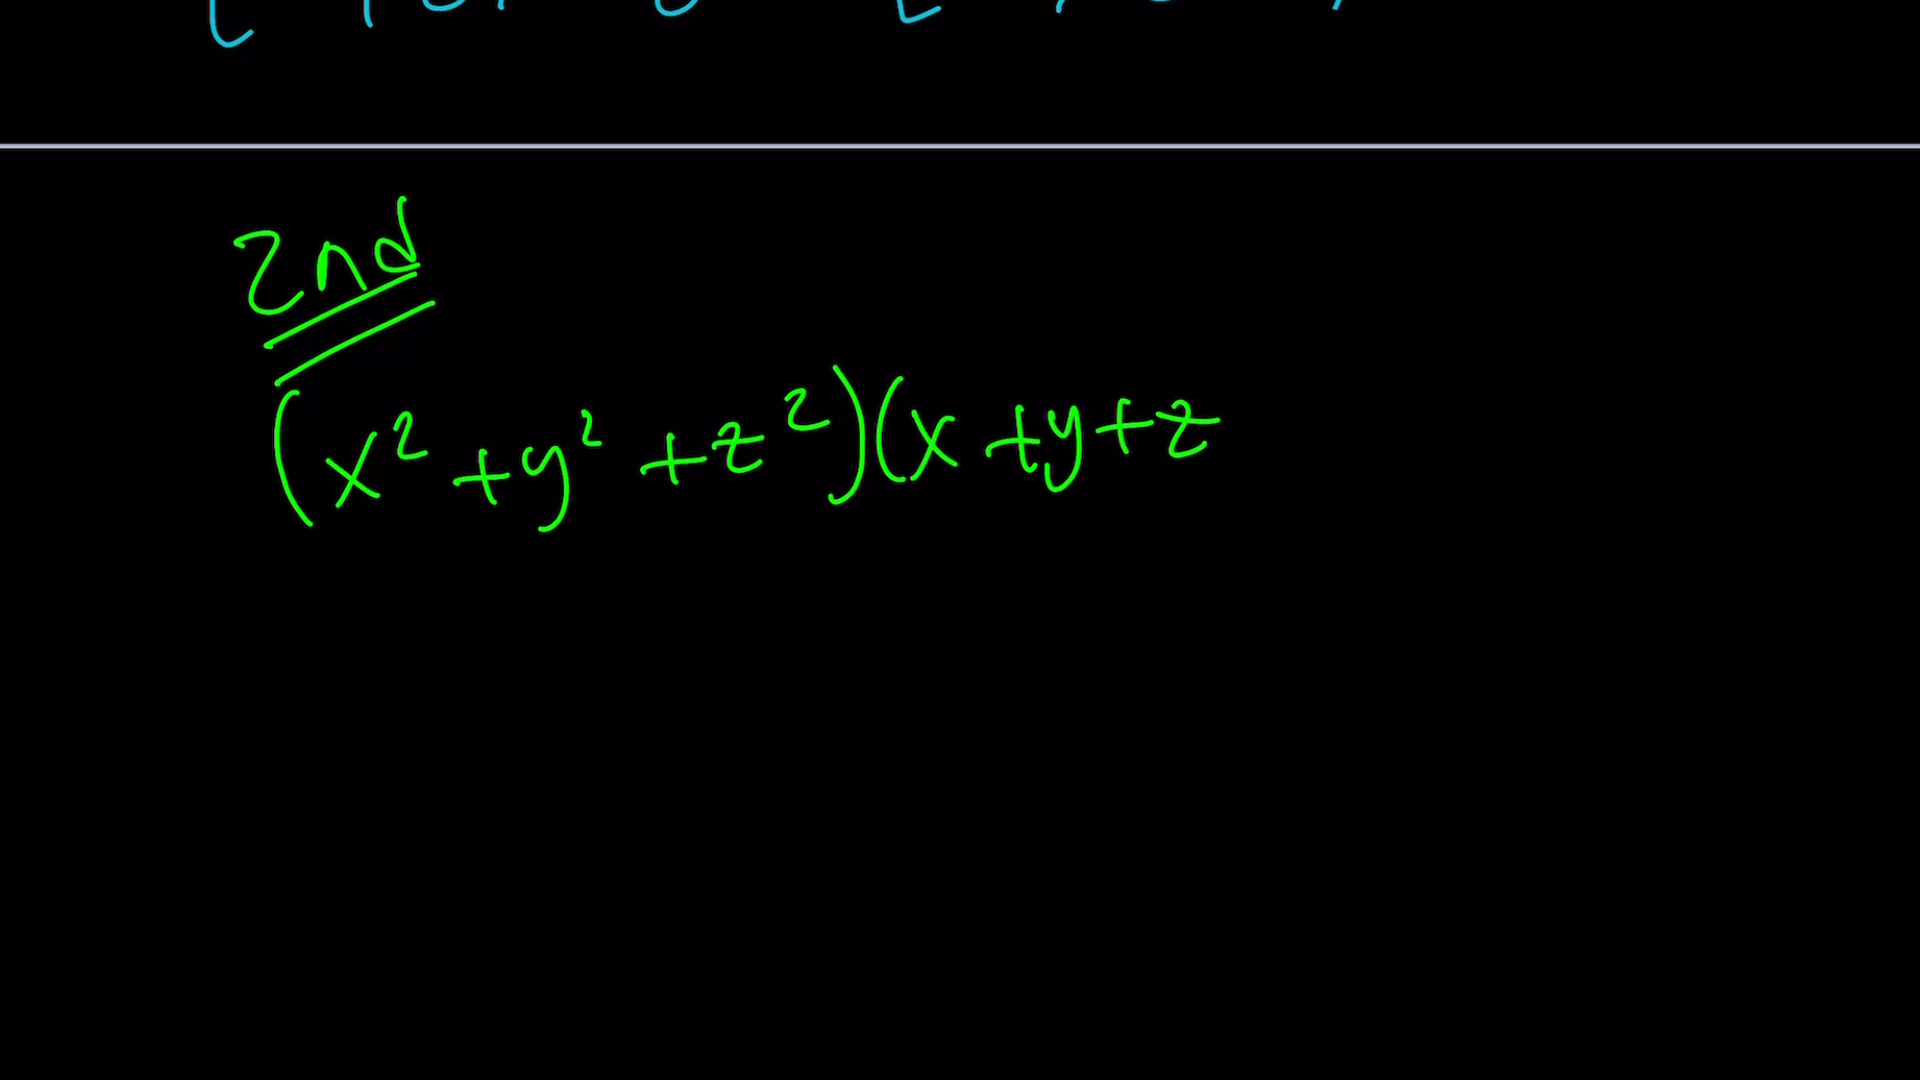 2nd
(x² + y² + z²)(x + y + z